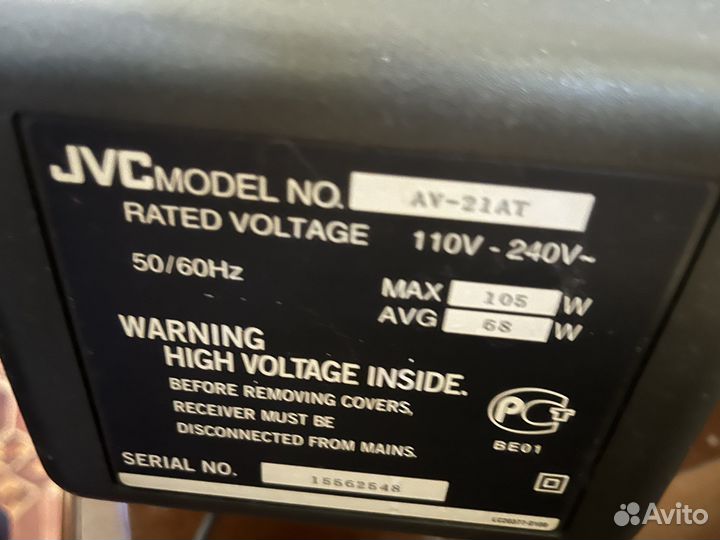 JVC MODEL NO. AV-21AT
RATED VOLTAGE 110V - 240V~
50/60Hz
MAX 105 W
AVG 68 W
WARNING
HIGH VOLTAGE INSIDE.
BEFORE REMOVING COVERS,
RECEIVER MUST BE
DISCONNECTED FROM MAINS.
PCT
BE01
SERIAL NO. 15562548
Avito